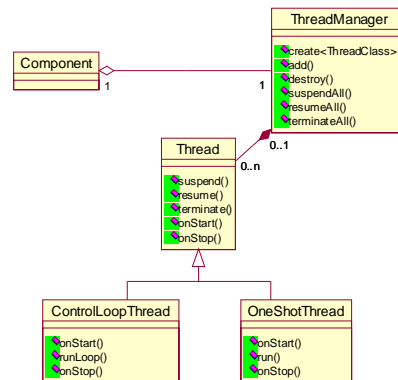 ThreadManager
create<ThreadClass>
add()
destroy()
suspendAll()
resumeAll()
terminateAll()
Component
1
1
0..1
Thread
0..n
suspend()
resume()
terminate()
onStart()
onStop()
ControlLoopThread
onStart()
runLoop()
onStop()
OneShotThread
onStart()
run()
onStop()